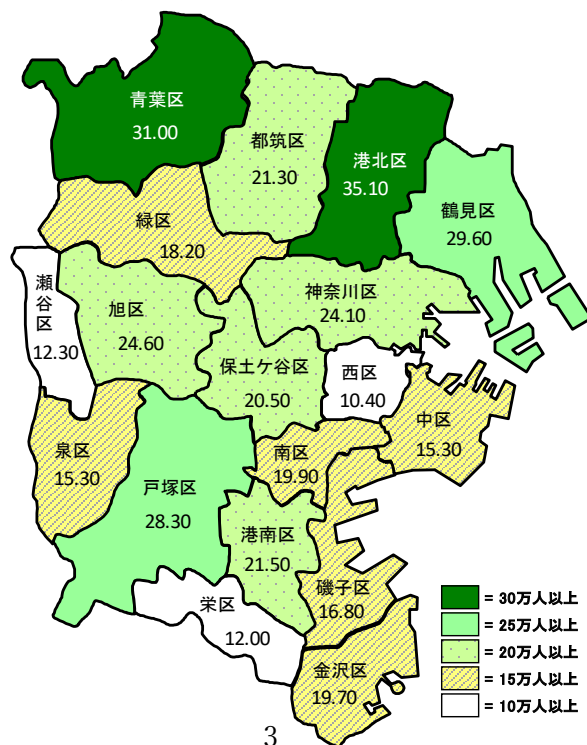 青葉区
31.00
都筑区
21.30
港北区
35.10
鶴見区
29.60
緑区
18.20
瀬谷区
12.30
旭区
24.60
神奈川区
24.10
保土ケ谷区
20.50
西区
10.40
中区
15.30
泉区
15.30
南区
19.90
戸塚区
28.30
港南区
21.50
磯子区
16.80
栄区
12.00
金沢区
19.70
= 30万人以上
= 25万人以上
= 20万人以上
= 15万人以上
= 10万人以上
3